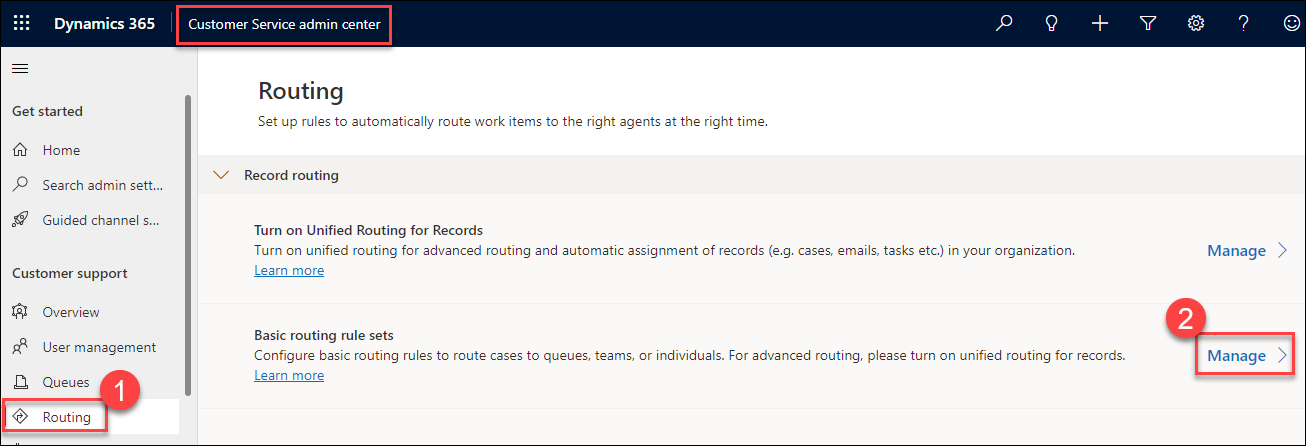 Dynamics 365 Customer Service admin center
Get started
Home
Search admin sett...
Guided channel s...
Customer support
Overview
User management
Queues
Routing
1
Routing
Set up rules to automatically route work items to the right agents at the right time.
Record routing
Turn on Unified Routing for Records
Turn on unified routing for advanced routing and automatic assignment of records (e.g. cases, emails, tasks etc.) in your organization.
Learn more
Manage
Basic routing rule sets
Configure basic routing rules to route cases to queues, teams, or individuals. For advanced routing, please turn on unified routing for records.
Learn more
2
Manage